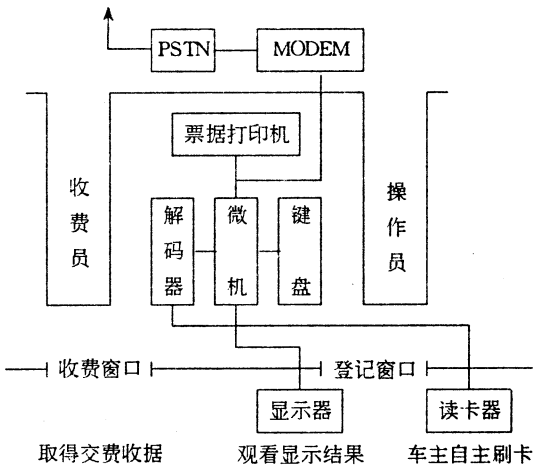 PSTN
MODEM
票据打印机
收费员
解码器
微机
键盘
操作员
收费窗口
登记窗口
显示器
读卡器
取得交费收据
观看显示结果
车主自主刷卡